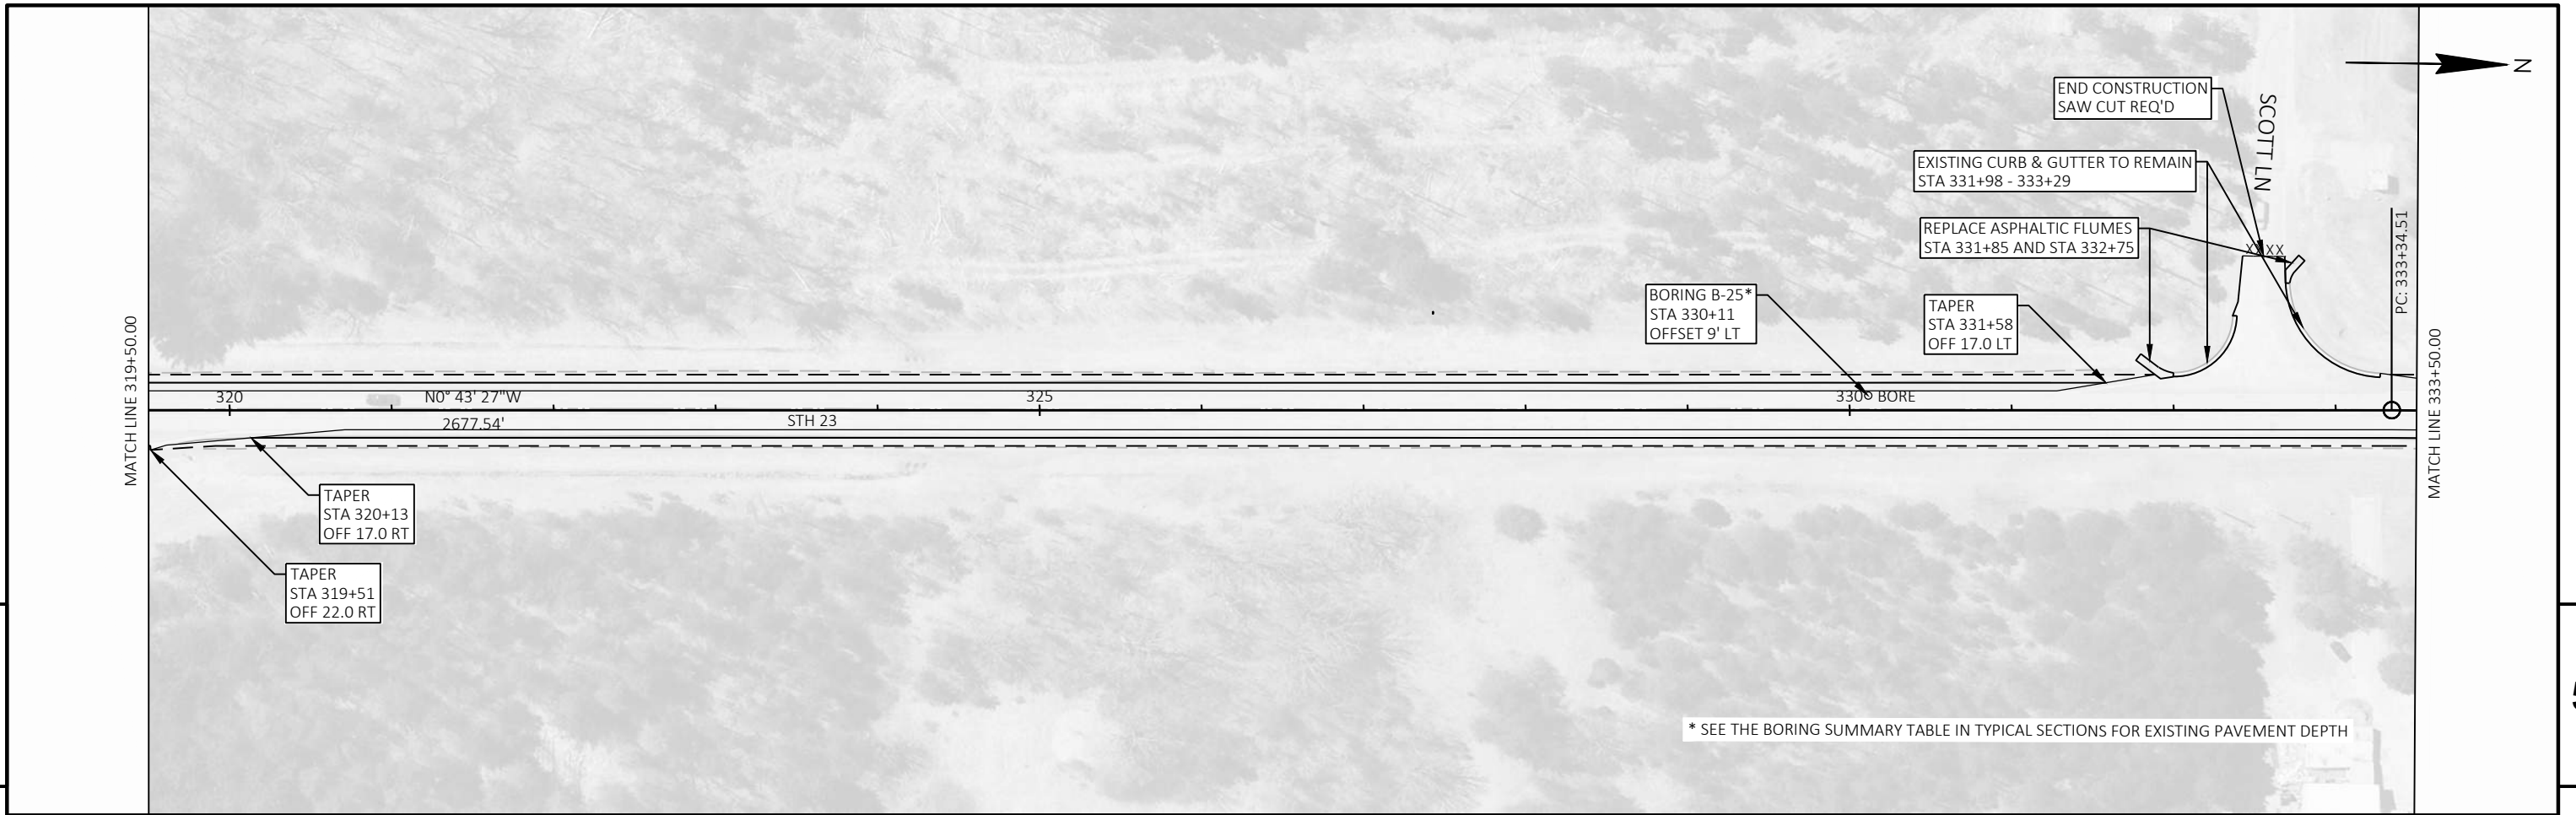 END CONSTRUCTION
SAW CUT REQ'D
N
SCOTT LN
EXISTING CURB & GUTTER TO REMAIN
STA 331+98 - 333+29
REPLACE ASPHALTIC FLUMES
STA 331+85 AND STA 332+75
PC: 333+34.51
BORING B-25*
STA 330+11
OFFSET 9' LT
TAPER
STA 331+58
OFF 17.0 LT
MATCH LINE 319+50.00
MATCH LINE 333+50.00
320
N0° 43' 27"W
325
330
BORE
2677.54'
STH 23
TAPER
STA 320+13
OFF 17.0 RT
TAPER
STA 319+51
OFF 22.0 RT
* SEE THE BORING SUMMARY TABLE IN TYPICAL SECTIONS FOR EXISTING PAVEMENT DEPTH